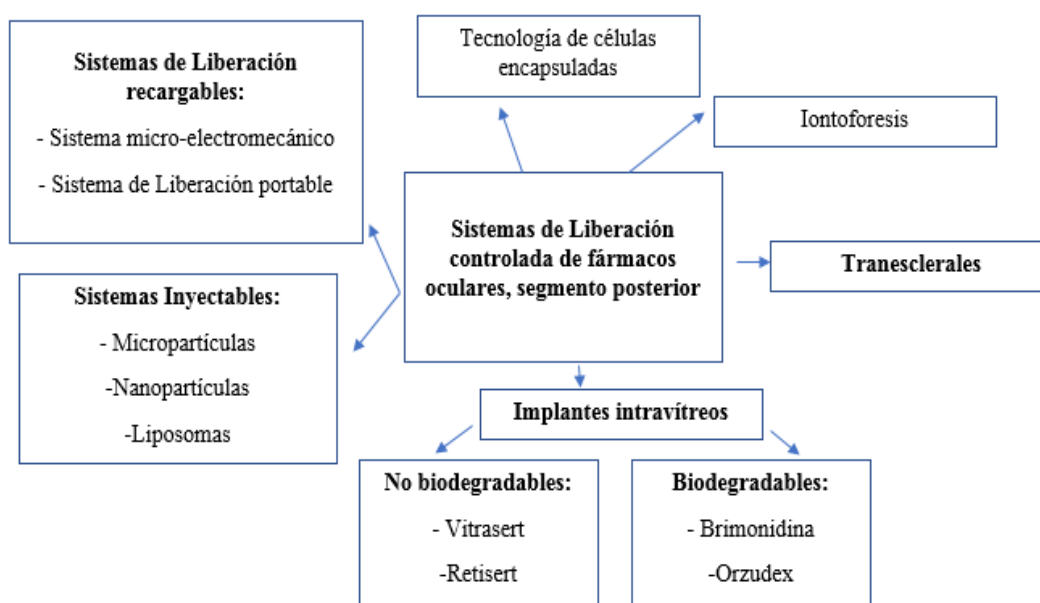 Sistemas de Liberación
recargables:
- Sistema micro-electromecánico
- Sistema de Liberación portable
Tecnología de células
encapsuladas
Iontoforesis
Sistemas de Liberación
controlada de fármacos
oculares, segmento posterior
Tranesclerales
Sistemas Inyectables:
- Micropartículas
-Nanopartículas
-Liposomas
Implantes intravítreos
No biodegradables:
- Vitrasert
-Retisert
Biodegradables:
- Brimonidina
-Orzudex